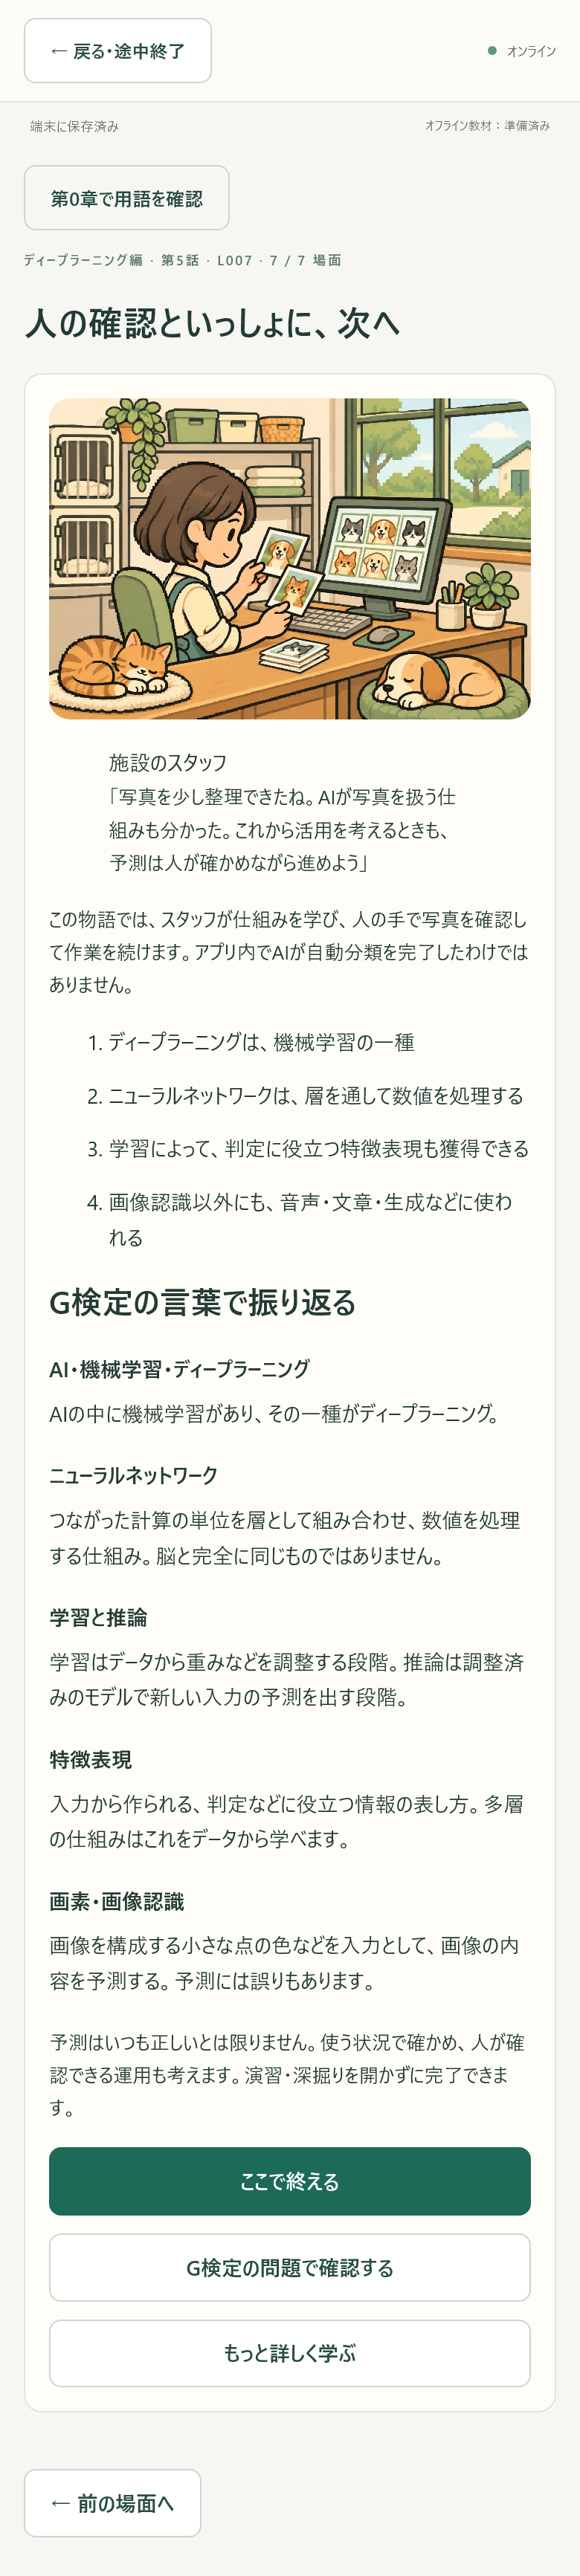 ← 戻る・途中終了
オンライン
端末に保存済み
オフライン教材：準備済み
第0章で用語を確認
ディープラーニング編 · 第5話 · L007 · 7 / 7 場面
人の確認といっしょに、次へ
施設のスタッフ
「写真を少し整理できたね。AIが写真を扱う仕
組みも分かった。これから活用を考えるときも、
予測は人が確かめながら進めよう」
この物語では、スタッフが仕組みを学び、人の手で写真を確認し
て作業を続けます。アプリ内でAIが自動分類を完了したわけでは
ありません。
1. ディープラーニングは、機械学習の一種
2. ニューラルネットワークは、層を通して数値を処理する
3. 学習によって、判定に役立つ特徴表現も獲得できる
4. 画像認識以外にも、音声・文章・生成などに使わ
れる
G検定の言葉で振り返る
AI・機械学習・ディープラーニング
AIの中に機械学習があり、その一種がディープラーニング。
ニューラルネットワーク
つながった計算の単位を層として組み合わせ、数値を処理
する仕組み。脳と完全に同じものではありません。
学習と推論
学習はデータから重みなどを調整する段階。推論は調整済
みのモデルで新しい入力の予測を出す段階。
特徴表現
入力から作られる、判定などに役立つ情報の表し方。多層
の仕組みはこれをデータから学べます。
画素・画像認識
画像を構成する小さな点の色などを入力として、画像の内
容を予測する。予測には誤りもあります。
予測はいつも正しいとは限りません。使う状況で確かめ、人が確
認できる運用も考えます。演習・深掘りを開かずに完了できま
す。
ここで終える
G検定の問題で確認する
もっと詳しく学ぶ
← 前の場面へ